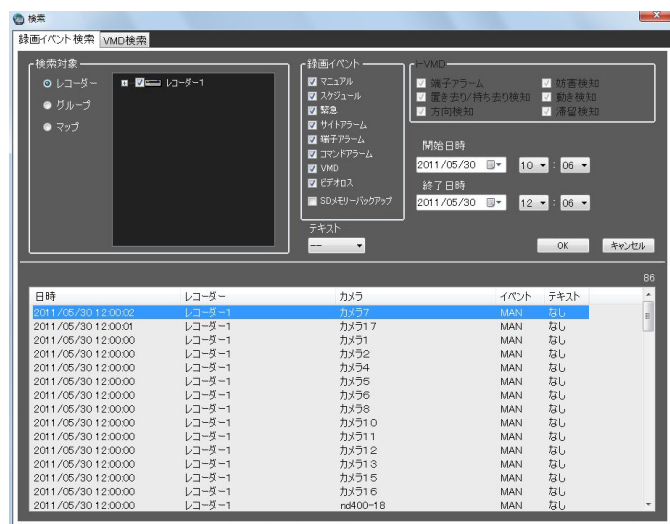 検索
録画イベント検索 VMD検索
検索対象
レコーダー
グループ
マップ
レコーダー1
録画イベント
マニュアル
スケジュール
緊急
サイトアラーム
端子アラーム
コマンドアラーム
VMD
ビデオロス
SDメモリーバックアップ
テキスト
--
i-VMD
端子アラーム 妨害検知
置き去り/持ち去り検知 動き検知
方向検知 滞留検知
開始日時
2011/05/30 10 : 06
終了日時
2011/05/30 12 : 06
OK キャンセル
86
日時 レコーダー カメラ イベント テキスト
2011/05/30 12:00:02 レコーダー1 カメラ7 MAN なし
2011/05/30 12:00:01 レコーダー1 カメラ17 MAN なし
2011/05/30 12:00:00 レコーダー1 カメラ1 MAN なし
2011/05/30 12:00:00 レコーダー1 カメラ2 MAN なし
2011/05/30 12:00:00 レコーダー1 カメラ4 MAN なし
2011/05/30 12:00:00 レコーダー1 カメラ5 MAN なし
2011/05/30 12:00:00 レコーダー1 カメラ6 MAN なし
2011/05/30 12:00:00 レコーダー1 カメラ8 MAN なし
2011/05/30 12:00:00 レコーダー1 カメラ10 MAN なし
2011/05/30 12:00:00 レコーダー1 カメラ11 MAN なし
2011/05/30 12:00:00 レコーダー1 カメラ12 MAN なし
2011/05/30 12:00:00 レコーダー1 カメラ13 MAN なし
2011/05/30 12:00:00 レコーダー1 カメラ15 MAN なし
2011/05/30 12:00:00 レコーダー1 カメラ16 MAN なし
2011/05/30 12:00:00 レコーダー1 nd400-18 MAN なし